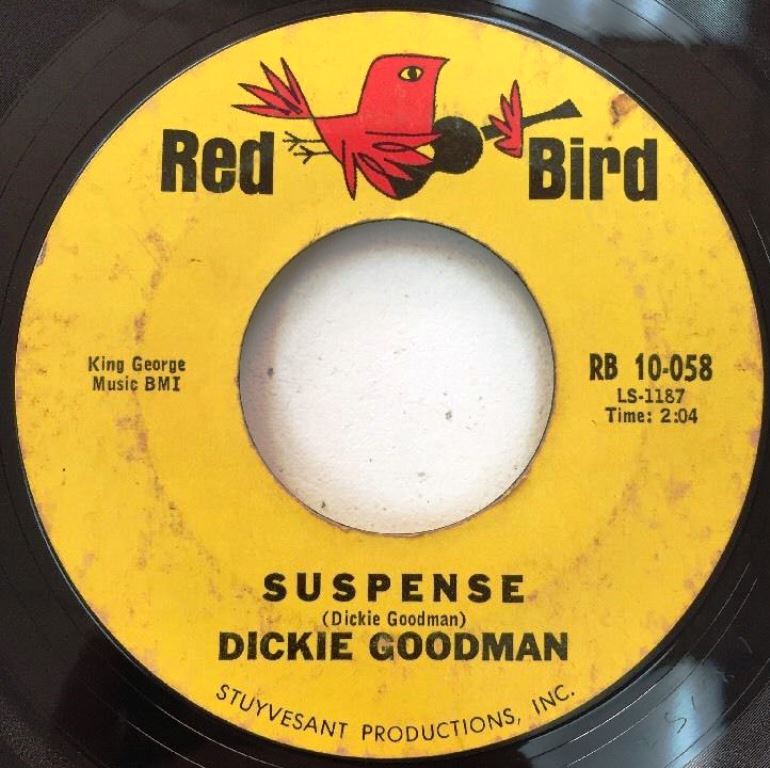 Red Bird
King George
Music BMI
RB 10-058
LS-1187
Time: 2:04
SUSPENSE
(Dickie Goodman)
DICKIE GOODMAN
STUYVESANT PRODUCTIONS, INC.